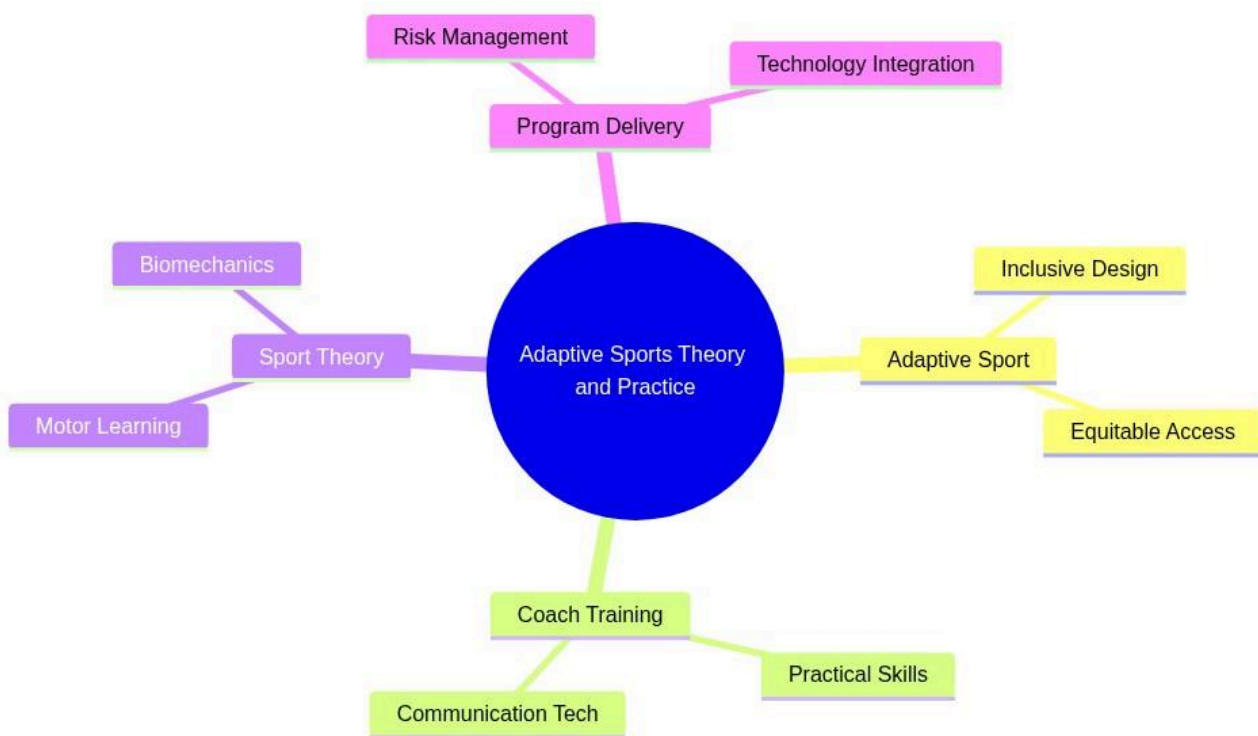 Risk Management
Technology Integration
Program Delivery
Biomechanics
Inclusive Design
Sport Theory
Adaptive Sports Theory
and Practice
Adaptive Sport
Motor Learning
Equitable Access
Coach Training
Practical Skills
Communication Tech